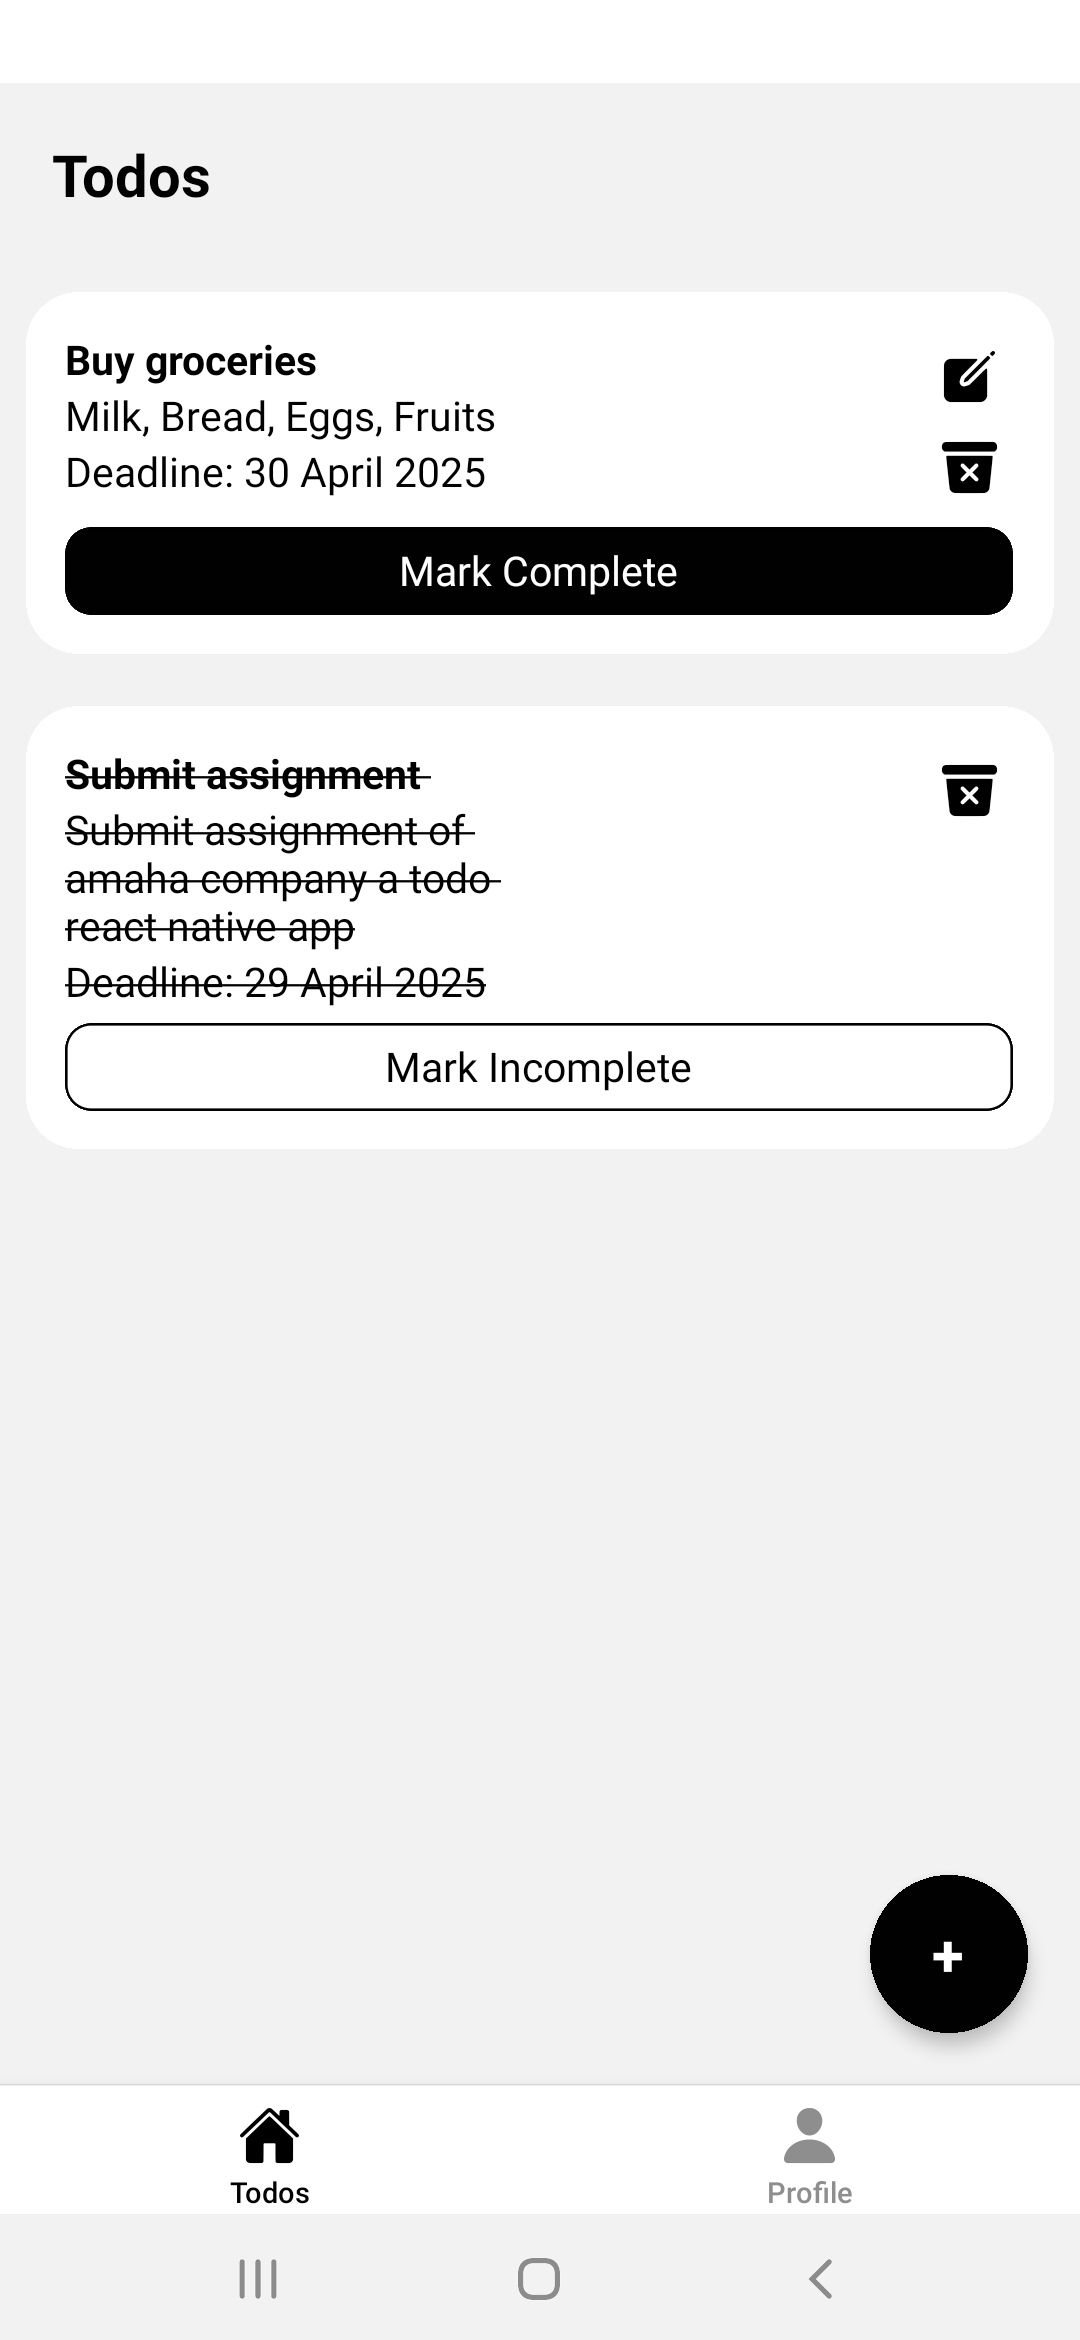 Todos
Buy groceries
Milk, Bread, Eggs, Fruits
Deadline: 30 April 2025
Mark Complete
Submit assignment
Submit assignment of
amaha company a todo
react native app
Deadline: 29 April 2025
Mark Incomplete
+
Todos
Profile